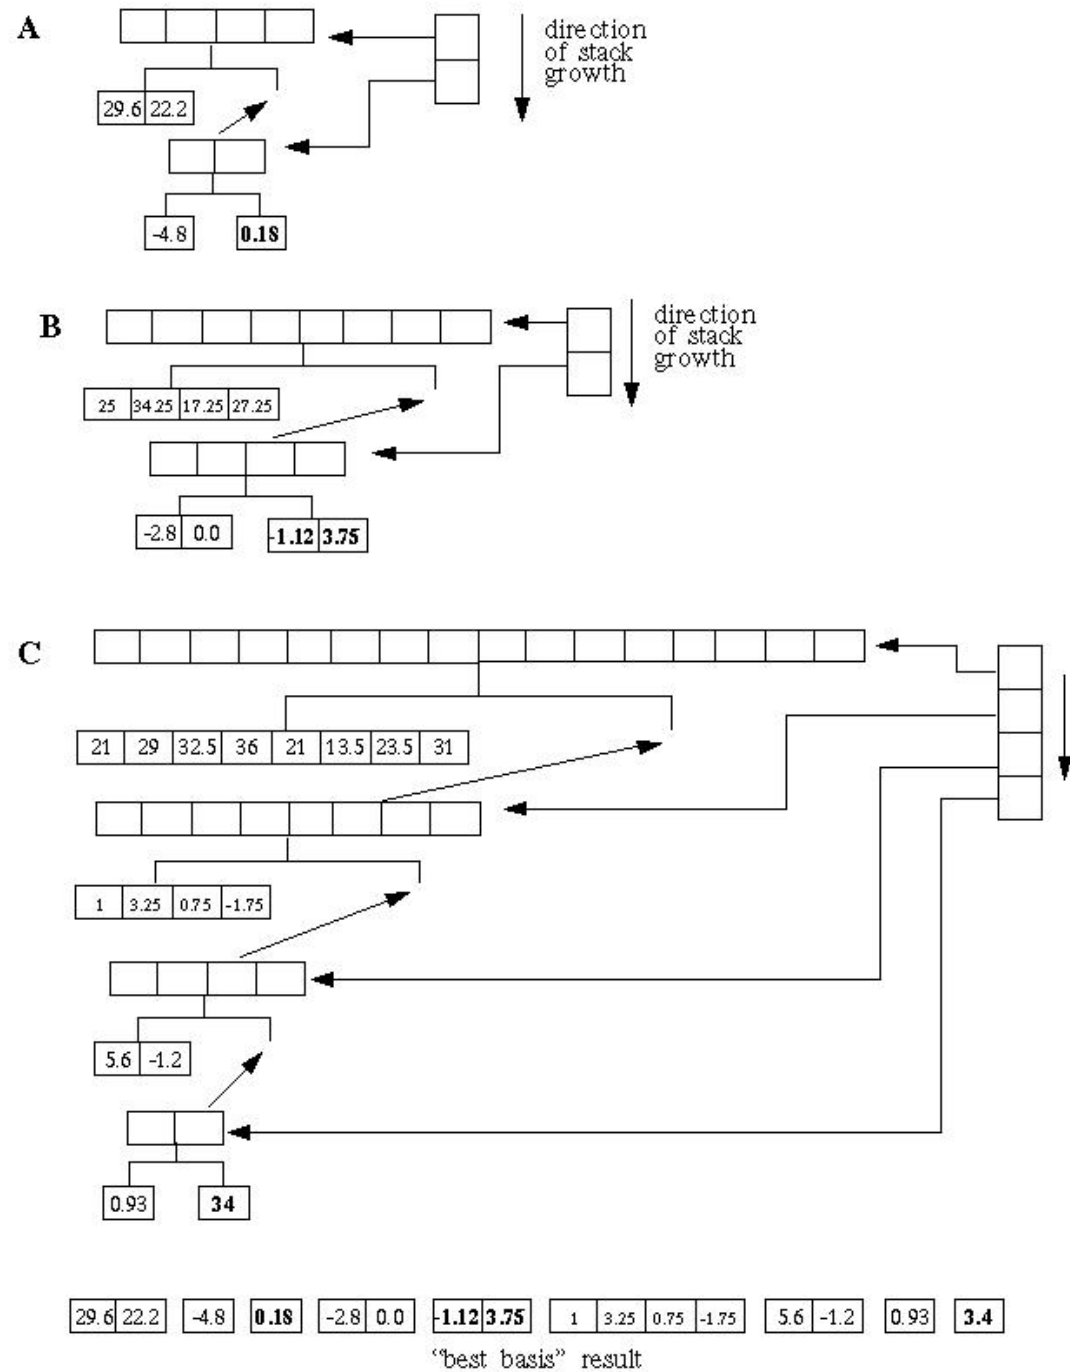 A
direction
of stack
growth
29.6 22.2
-4.8 0.18
B
direction
of stack
growth
25 34.25 17.25 27.25
-2.8 0.0 -1.12 3.75
C
21 29 32.5 36 21 13.5 23.5 31
1 3.25 0.75 -1.75
5.6 -1.2
0.93 34
29.6 22.2 -4.8 0.18 -2.8 0.0 -1.12 3.75 1 3.25 0.75 -1.75 5.6 -1.2 0.93 3.4
“best basis” result